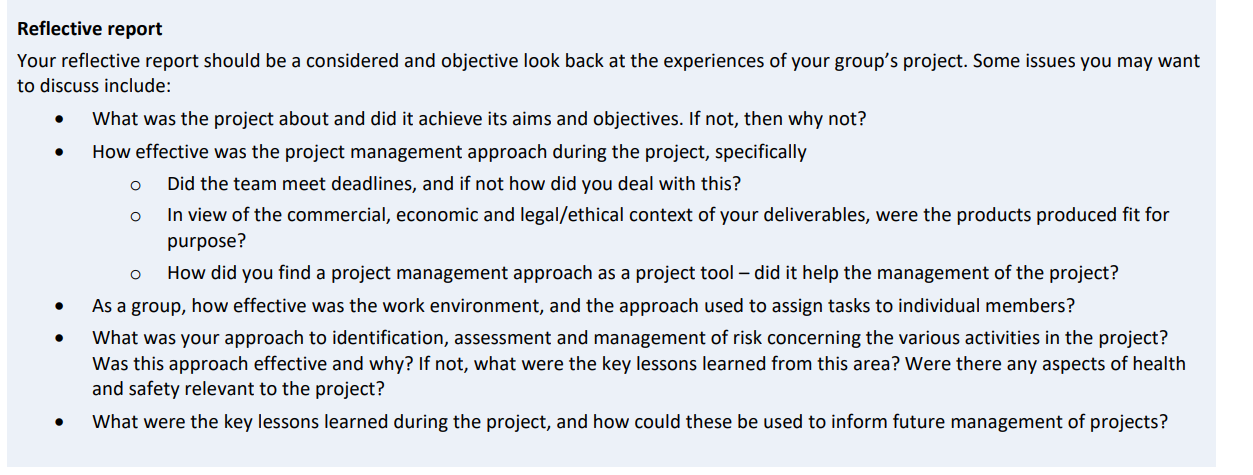 Reflective report
Your reflective report should be a considered and objective look back at the experiences of your group’s project. Some issues you may want
to discuss include:
• What was the project about and did it achieve its aims and objectives. If not, then why not?
• How effective was the project management approach during the project, specifically
o Did the team meet deadlines, and if not how did you deal with this?
o In view of the commercial, economic and legal/ethical context of your deliverables, were the products produced fit for
purpose?
o How did you find a project management approach as a project tool – did it help the management of the project?
• As a group, how effective was the work environment, and the approach used to assign tasks to individual members?
• What was your approach to identification, assessment and management of risk concerning the various activities in the project?
Was this approach effective and why? If not, what were the key lessons learned from this area? Were there any aspects of health
and safety relevant to the project?
• What were the key lessons learned during the project, and how could these be used to inform future management of projects?